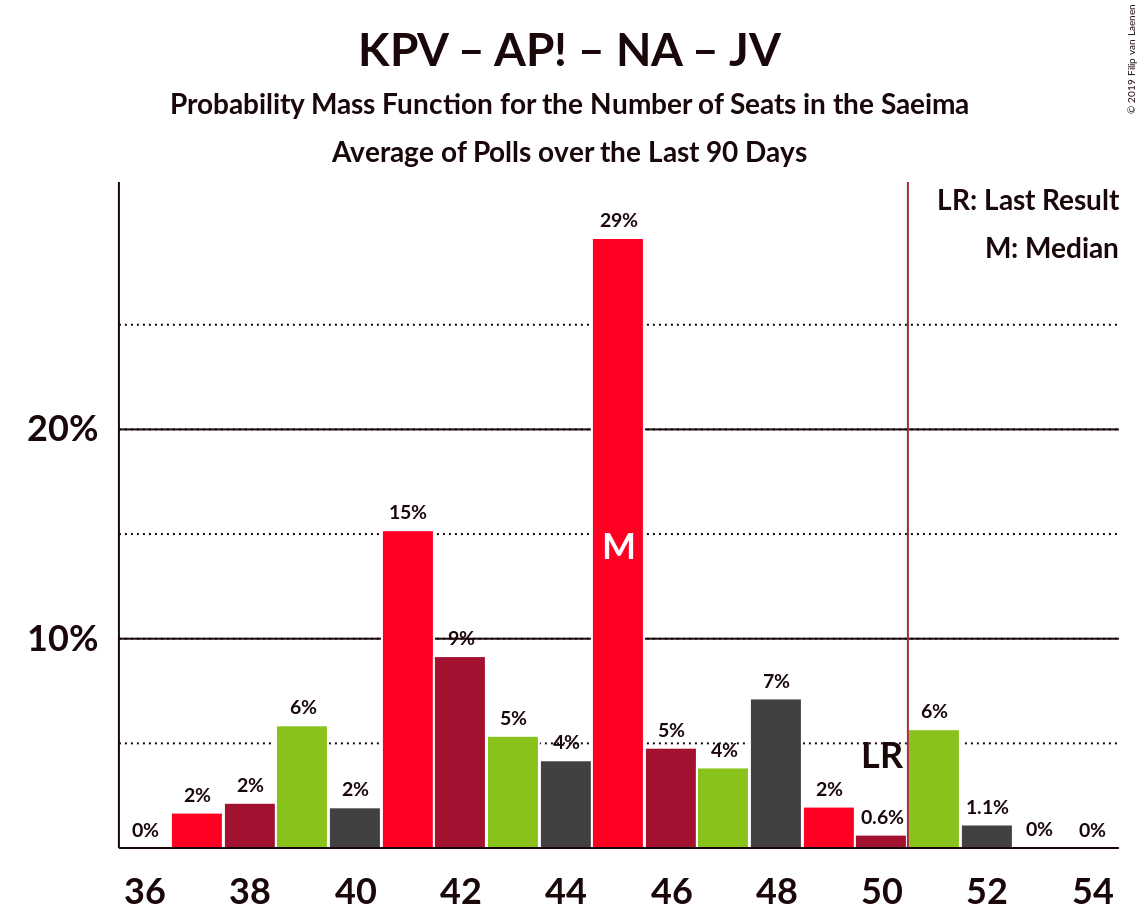 KPV – AP! – NA – JV
Probability Mass Function for the Number of Seats in the Saeima
Average of Polls over the Last 90 Days
© 2019 Filip van Laenen
LR: Last Result
M: Median
29%
20%
15%
M
10%
9%
7%
6%
6%
5%
5%
4%
4%
LR
2%
2%
2%
2%
0.6%
1.1%
0%
0%
0%
36 38 40 42 44 46 48 50 52 54